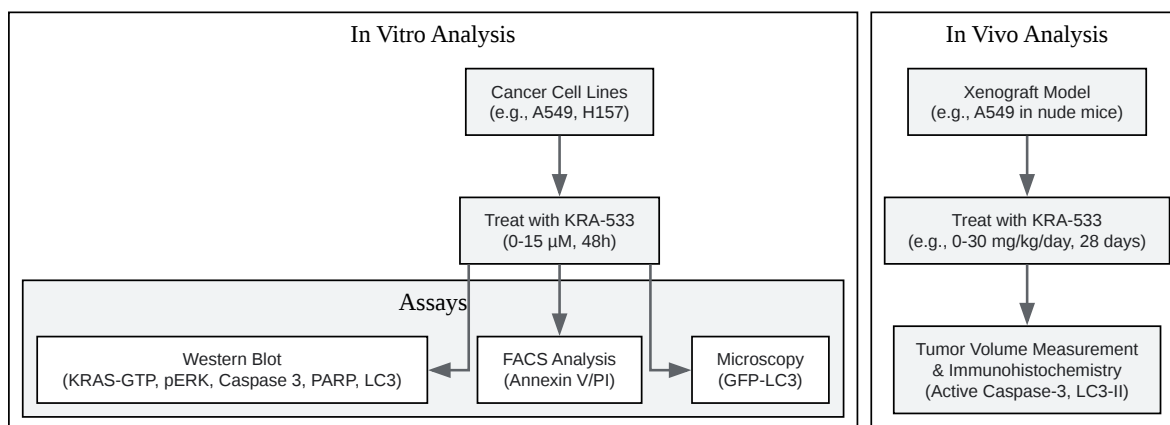 In Vitro Analysis
Cancer Cell Lines
(e.g., A549, H157)
Treat with KRA-533
(0-15 µM, 48h)
Assays
Western Blot
(KRAS-GTP, pERK, Caspase 3, PARP, LC3)
FACS Analysis
(Annexin V/PI)
Microscopy
(GFP-LC3)
In Vivo Analysis
Xenograft Model
(e.g., A549 in nude mice)
Treat with KRA-533
(e.g., 0-30 mg/kg/day, 28 days)
Tumor Volume Measurement
& Immunohistochemistry
(Active Caspase-3, LC3-II)